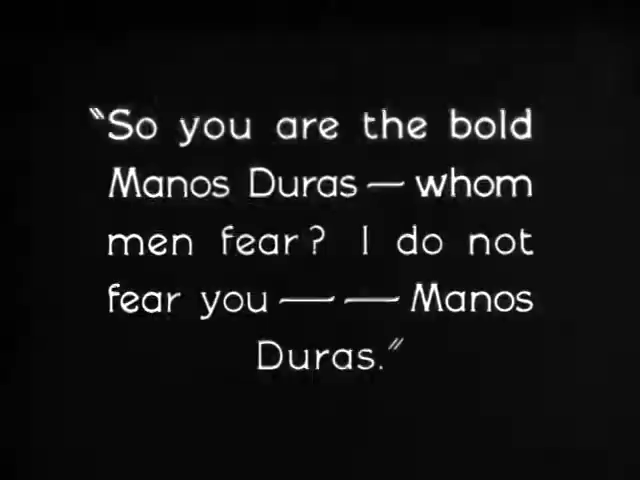 "So you are the bold
Manos Duras — whom
men fear? I do not
fear you — — Manos
Duras."